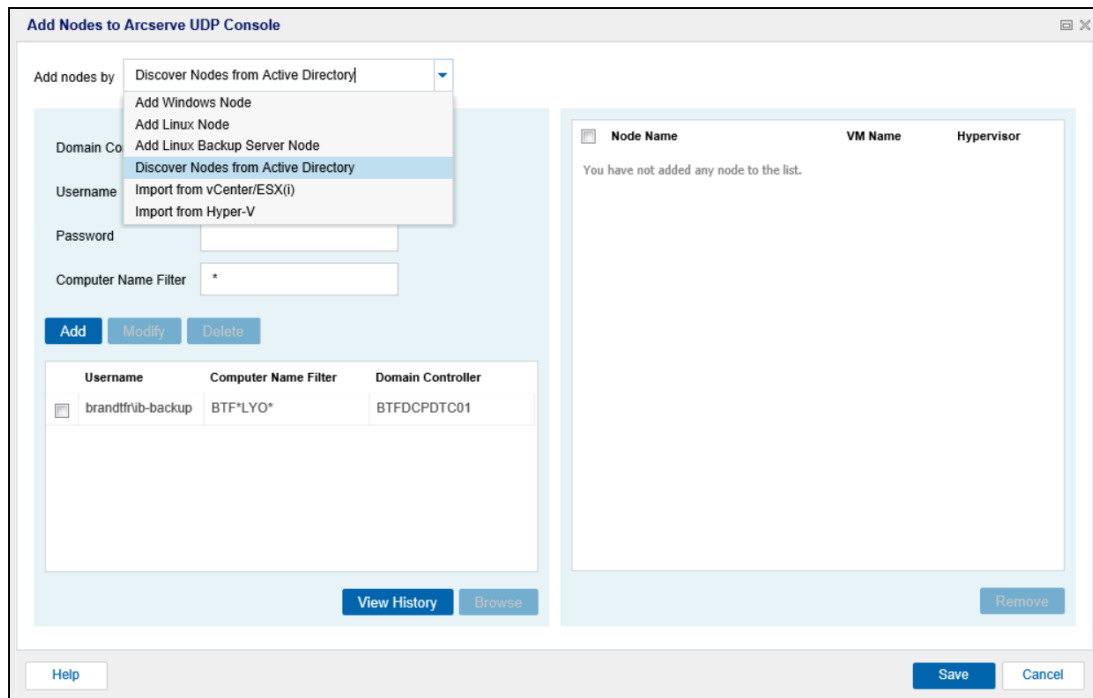 Add Nodes to Arcserve UDP Console
Add nodes by
Discover Nodes from Active Directory
Add Windows Node
Add Linux Node
Add Linux Backup Server Node
Discover Nodes from Active Directory
Import from vCenter/ESX(i)
Import from Hyper-V
Domain Co
Username
Password
Computer Name Filter *
Add Modify Delete
Username Computer Name Filter Domain Controller
brandtfr\ib-backup BTF*LYO* BTFDCPDTC01
View History Browse
Node Name VM Name Hypervisor
You have not added any node to the list.
Remove
Help Save Cancel